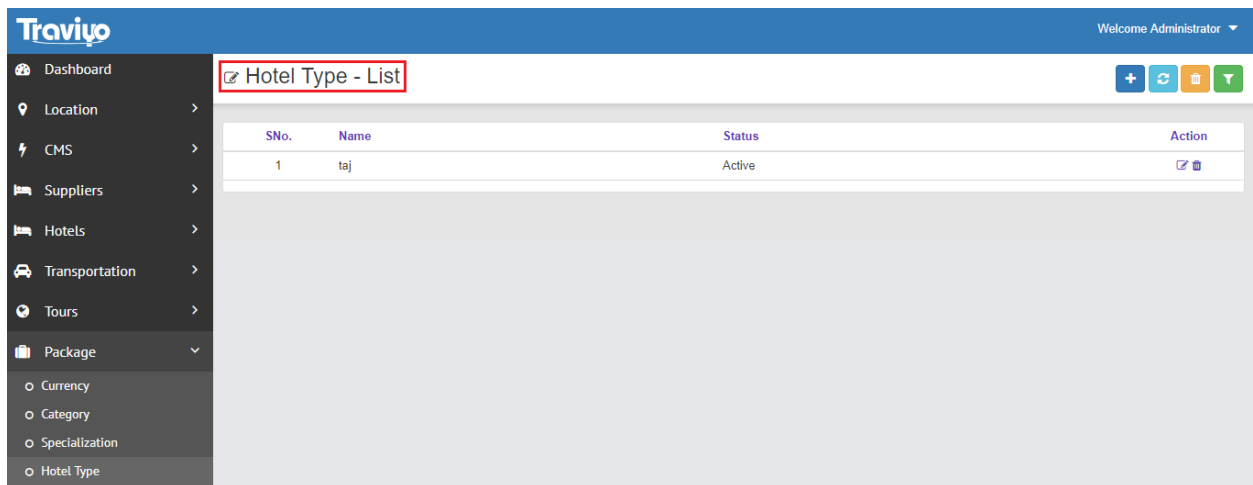 Traviyo
Welcome Administrator
Dashboard
Location
CMS
Suppliers
Hotels
Transportation
Tours
Package
Currency
Category
Specialization
Hotel Type
Hotel Type - List
SNo. Name Status Action
1 taj Active